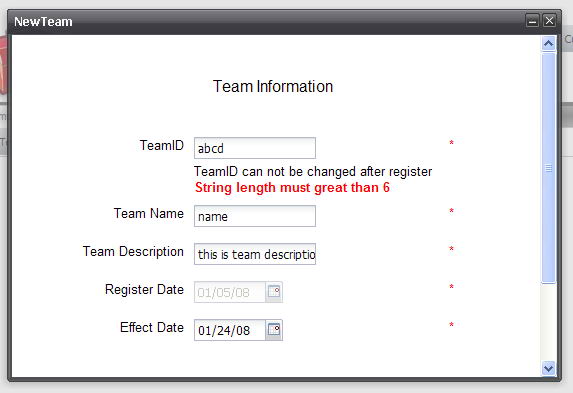 NewTeam
Team Information
TeamID abcd *
TeamID can not be changed after register
String length must great than 6
Team Name name *
Team Description this is team descriptio *
Register Date 01/05/08 *
Effect Date 01/24/08 *